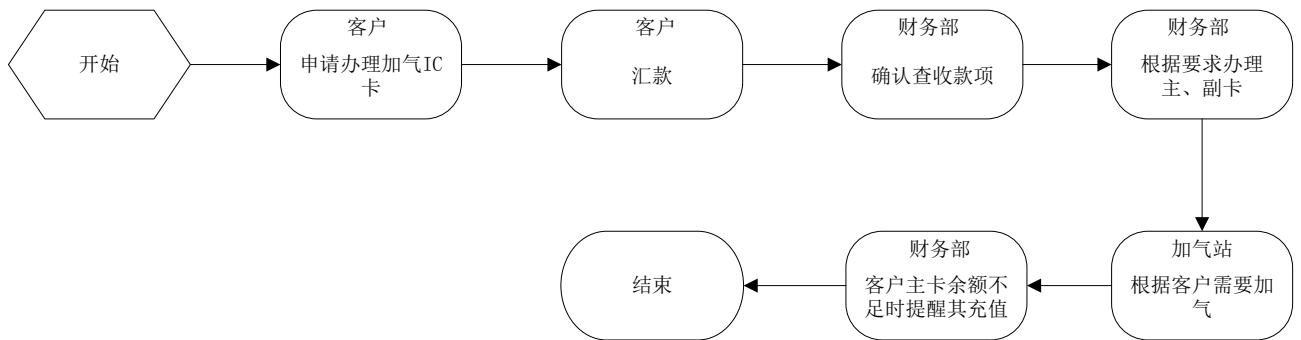 开始
客户
申请办理加气IC
卡
客户
汇款
财务部
确认查收款项
财务部
根据要求办理
主、副卡
结束
财务部
客户主卡余额不
足时提醒其充值
加气站
根据客户需要加
气